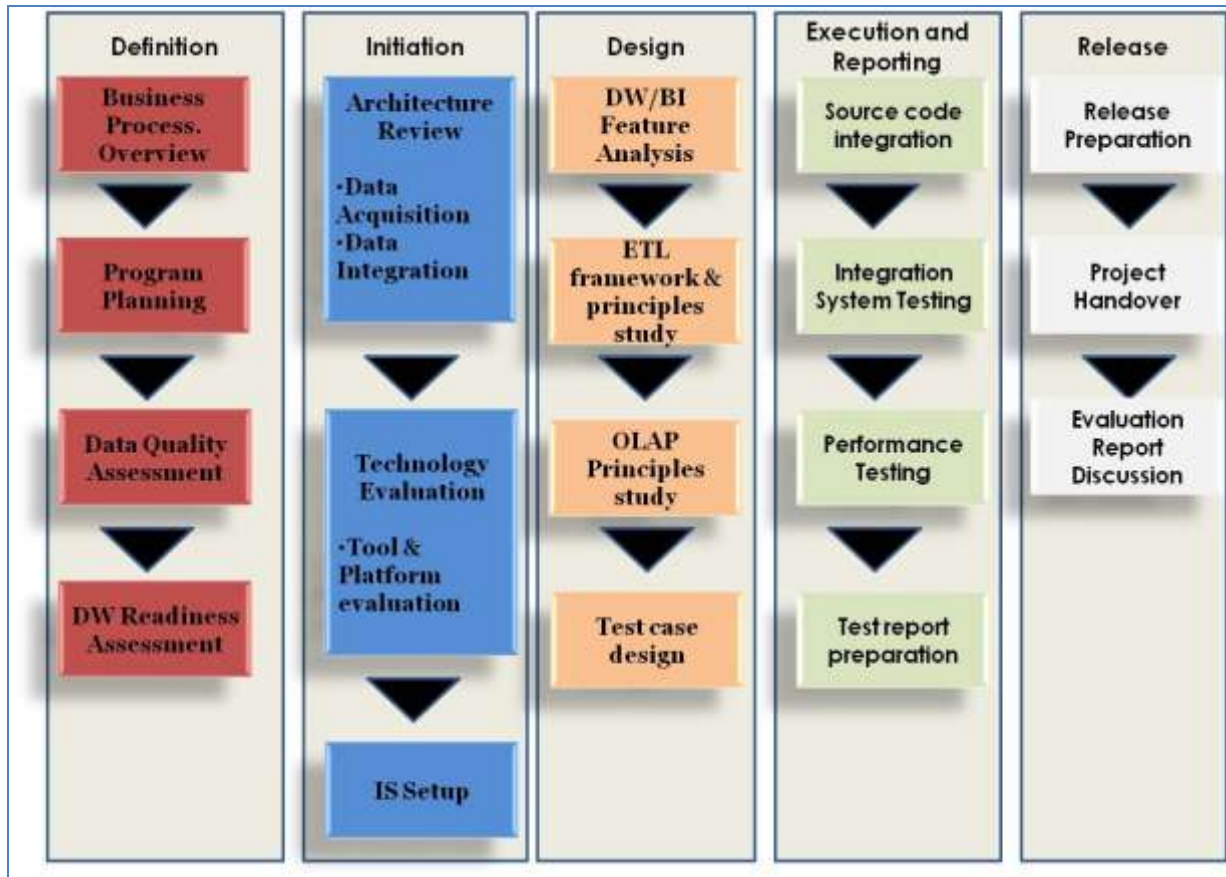 Definition
Business
Process.
Overview
Program
Planning
Data Quality
Assessment
DW Readiness
Assessment
Initiation
Architecture
Review
•Data
Acquisition
•Data
Integration
Technology
Evaluation
•Tool &
Platform
evaluation
IS Setup
Design
DW/BI
Feature
Analysis
ETL
framework &
principles
study
OLAP
Principles
study
Test case
design
Execution and
Reporting
Source code
integration
Integration
System Testing
Performance
Testing
Test report
preparation
Release
Release
Preparation
Project
Handover
Evaluation
Report
Discussion